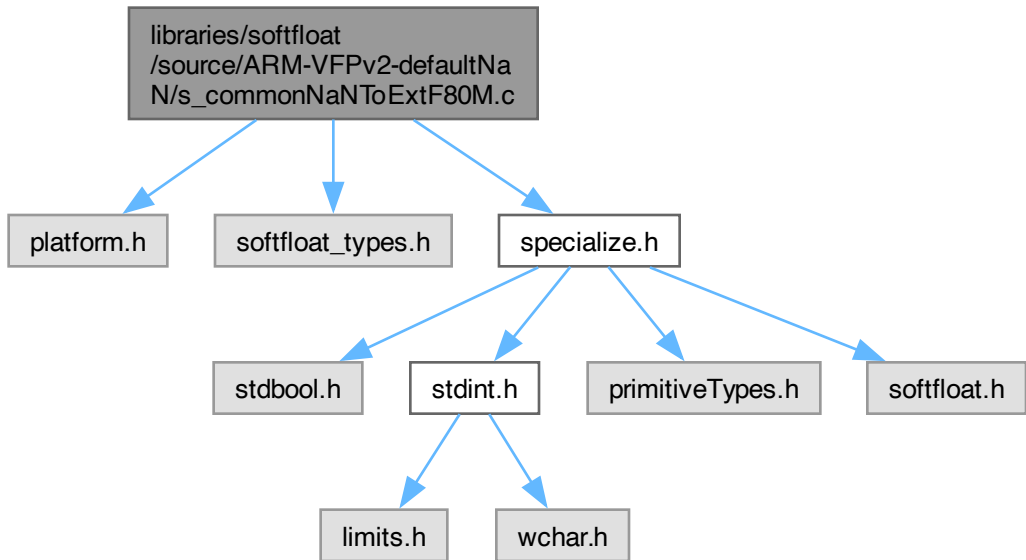 libraries/softfloat
/source/ARM-VFPv2-defaultNa
N/s_commonNaNToExtF80M.c
platform.h
softfloat_types.h
specialize.h
stdbool.h
stdint.h
primitiveTypes.h
softfloat.h
limits.h
wchar.h